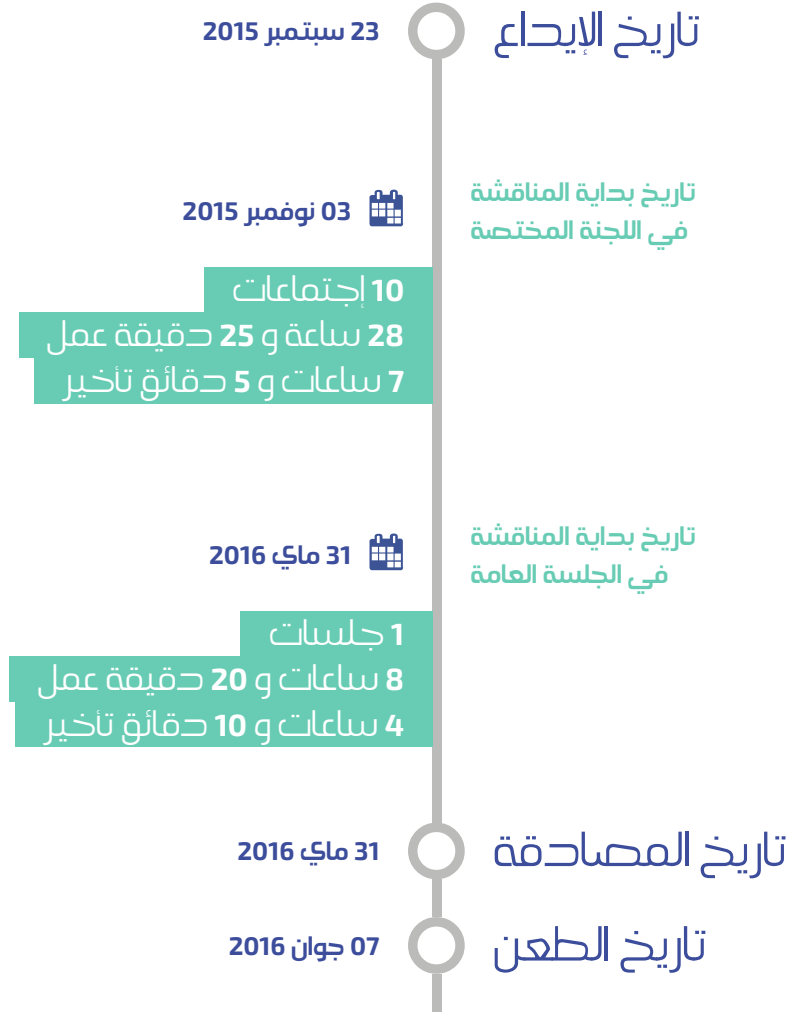 تاريخ الإيداع
23 سبتمبر 2015
تاريخ بداية المناقشة
في اللجنة المختصة
03 نوفمبر 2015
10 إجتماعات
28 ساعة و 25 دقيقة عمل
7 ساعات و 5 دقائق تأخير
تاريخ بداية المناقشة
في الجلسة العامة
31 ماي 2016
1 جلسات
8 ساعات و 20 دقيقة عمل
4 ساعات و 10 دقائق تأخير
تاريخ المصادقة
31 ماي 2016
تاريخ الطعن
07 جوان 2016